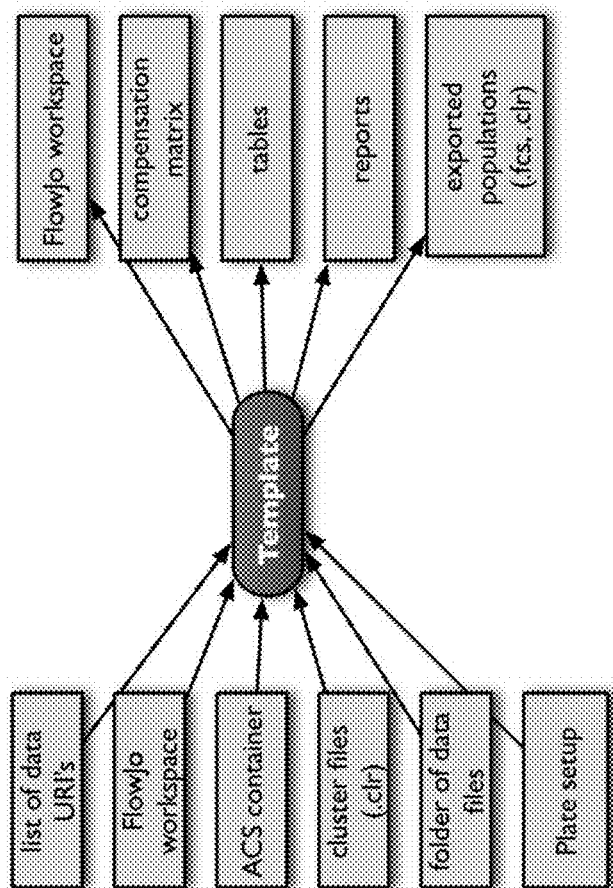 list of data
URI's
FlowJo
workspace
ACS container
cluster files
(.clr)
folder of data
files
Plate setup
Template
FlowJo workspace
compensation
matrix
tables
reports
exported
populations
(.fcs, .clr)